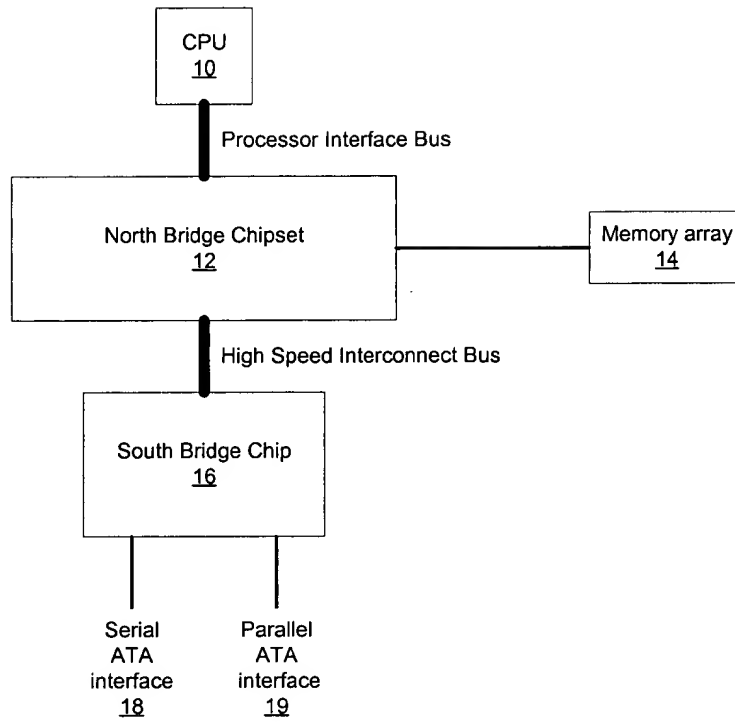 CPU
10
Processor Interface Bus
North Bridge Chipset
12
Memory array
14
High Speed Interconnect Bus
South Bridge Chip
16
Serial
ATA
interface
18
Parallel
ATA
interface
19